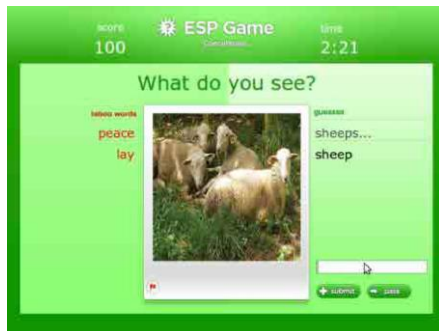 score
ESP Game
time
100
2:21
What do you see?
taboo words
guesses
peace
sheeps...
lay
sheep
submit
pass